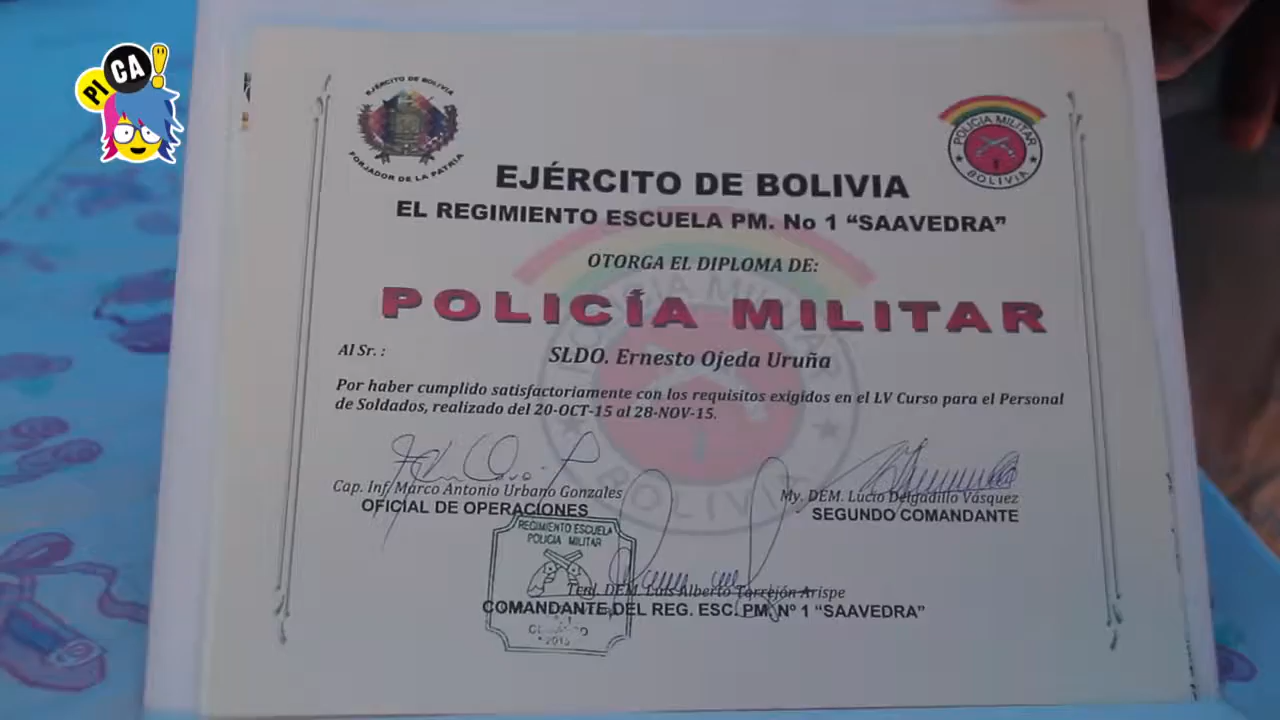 PI CA !
EJÉRCITO DE BOLIVIA
FORJADOR DE LA PATRIA
POLICIA MILITAR
BOLIVIA
EJÉRCITO DE BOLIVIA
EL REGIMIENTO ESCUELA PM. No 1 “SAAVEDRA”
OTORGA EL DIPLOMA DE:
POLICÍA MILITAR
Al Sr. :
SLDO. Ernesto Ojeda Uruña
Por haber cumplido satisfactoriamente con los requisitos exigidos en el LV Curso para el Personal
de Soldados, realizado del 20-OCT-15 al 28-NOV-15.
POLICIA MILITAR
BOLIVIA
Cap. Inf Marco Antonio Urbano Gonzales
OFICIAL DE OPERACIONES
My. DEM. Lucio Delgadillo Vásquez
SEGUNDO COMANDANTE
REGIMIENTO ESCUELA
POLICIA MILITAR
2015
Tcnl. DEM. Luis Alberto Torrejón Arispe
COMANDANTE DEL REG. ESC. PM. Nº 1 “SAAVEDRA”